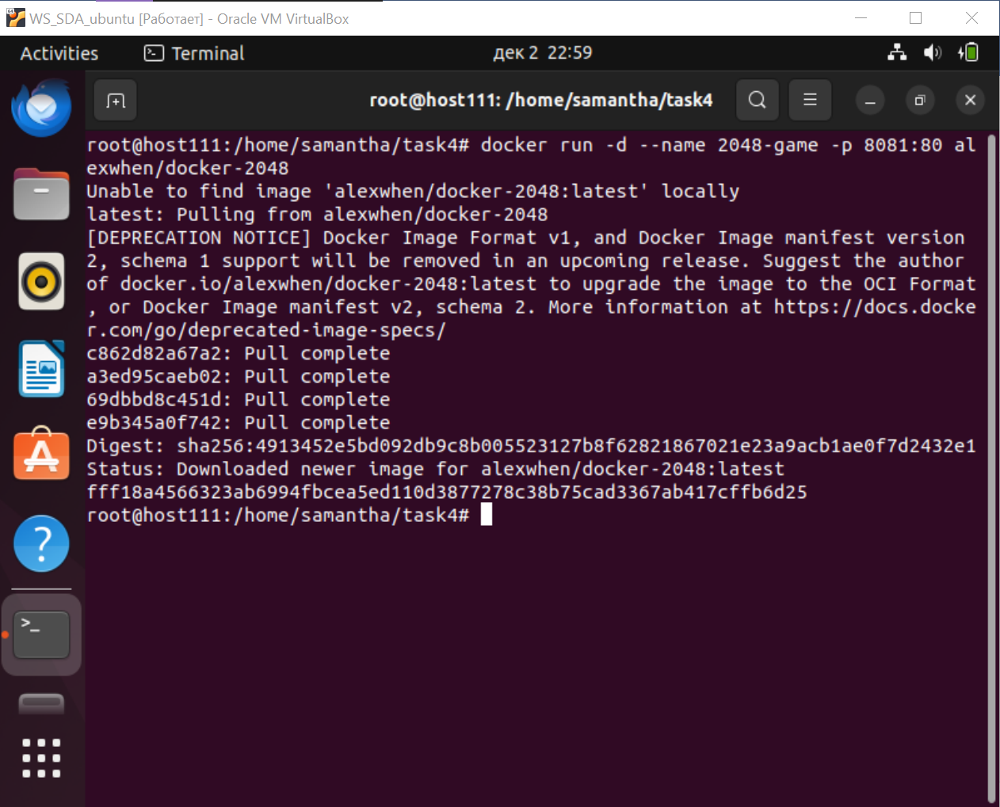 WS_SDA_ubuntu [Работает] - Oracle VM VirtualBox
Activities
Terminal
дек 2 22:59
root@host111: /home/samantha/task4
root@host111:/home/samantha/task4# docker run -d --name 2048-game -p 8081:80 al
exwhen/docker-2048
Unable to find image 'alexwhen/docker-2048:latest' locally
latest: Pulling from alexwhen/docker-2048
[DEPRECATION NOTICE] Docker Image Format v1, and Docker Image manifest version
2, schema 1 support will be removed in an upcoming release. Suggest the author
of docker.io/alexwhen/docker-2048:latest to upgrade the image to the OCI Format
, or Docker Image manifest v2, schema 2. More information at https://docs.docke
r.com/go/deprecated-image-specs/
c862d82a67a2: Pull complete
a3ed95caeb02: Pull complete
69dbbd8c451d: Pull complete
e9b345a0f742: Pull complete
Digest: sha256:4913452e5bd092db9c8b005523127b8f62821867021e23a9acb1ae0f7d2432e1
Status: Downloaded newer image for alexwhen/docker-2048:latest
fff18a4566323ab6994fbcea5ed110d3877278c38b75cad3367ab417cffb6d25
root@host111:/home/samantha/task4#